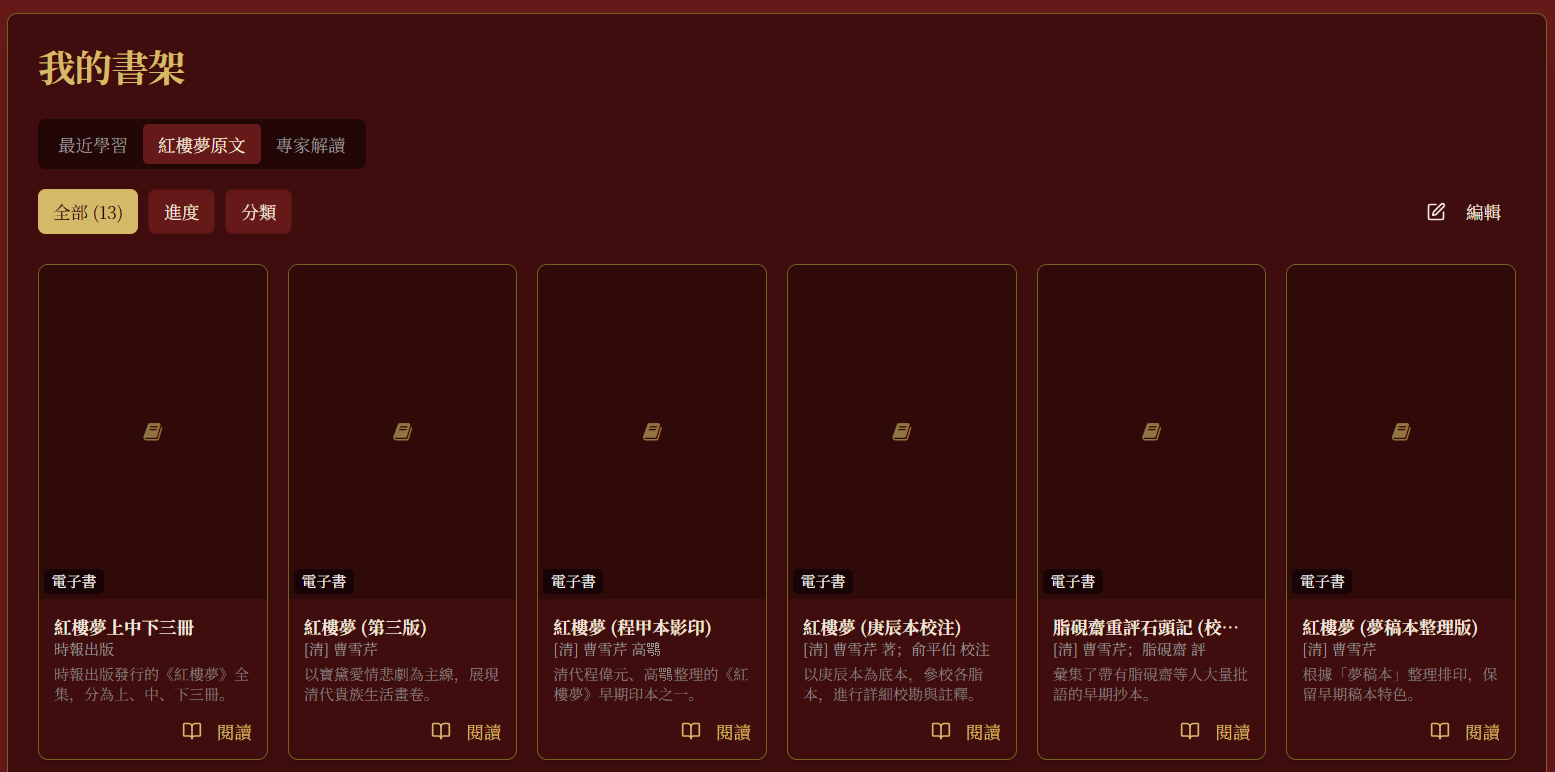 我的書架
最近學習 紅樓夢原文 專家解讀
全部 (13) 進度 分類 編輯
電子書
紅樓夢上中下三冊
時報出版
時報出版發行的《紅樓夢》全
集，分為上、中、下三冊。
閱讀
電子書
紅樓夢 (第三版)
[清] 曹雪芹
以寶黛愛情悲劇為主線，展現
清代貴族生活畫卷。
閱讀
電子書
紅樓夢 (程甲本影印)
[清] 曹雪芹 高鶚
清代程偉元、高鶚整理的《紅
樓夢》早期印本之一。
閱讀
電子書
紅樓夢 (庚辰本校注)
[清] 曹雪芹 著；俞平伯 校注
以庚辰本為底本，參校各脂
本，進行詳細校勘與註釋。
閱讀
電子書
脂硯齋重評石頭記 (校…
[清] 曹雪芹；脂硯齋 評
彙集了帶有脂硯齋等人大量批
語的早期抄本。
閱讀
電子書
紅樓夢 (夢稿本整理版)
[清] 曹雪芹
根據「夢稿本」整理排印，保
留早期稿本特色。
閱讀